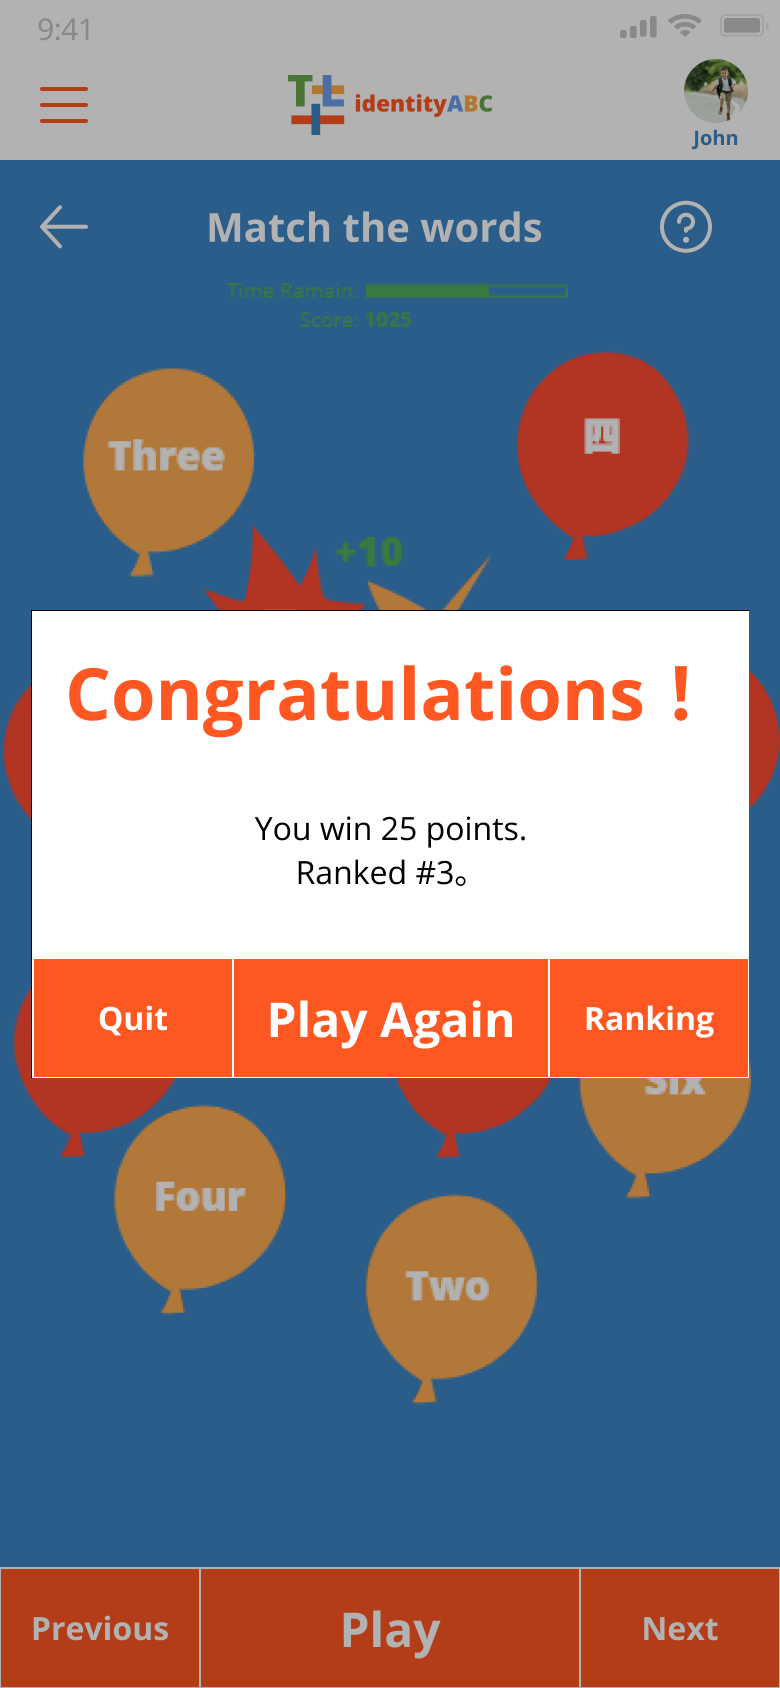 9:41
identityABC
John
Match the words
Time Ramain:
Score: 1025
Three
四
+10
Congratulations！
You win 25 points.
Ranked #3。
Quit Play Again Ranking
Six
Four
Two
Previous Play Next